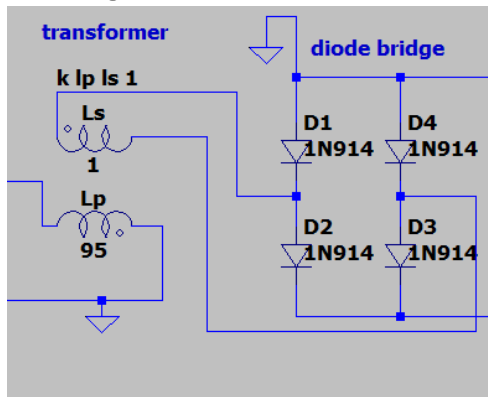 transformer
diode bridge
k lp ls 1
Ls
1
Lp
95
D1
1N914
D4
1N914
D2
1N914
D3
1N914